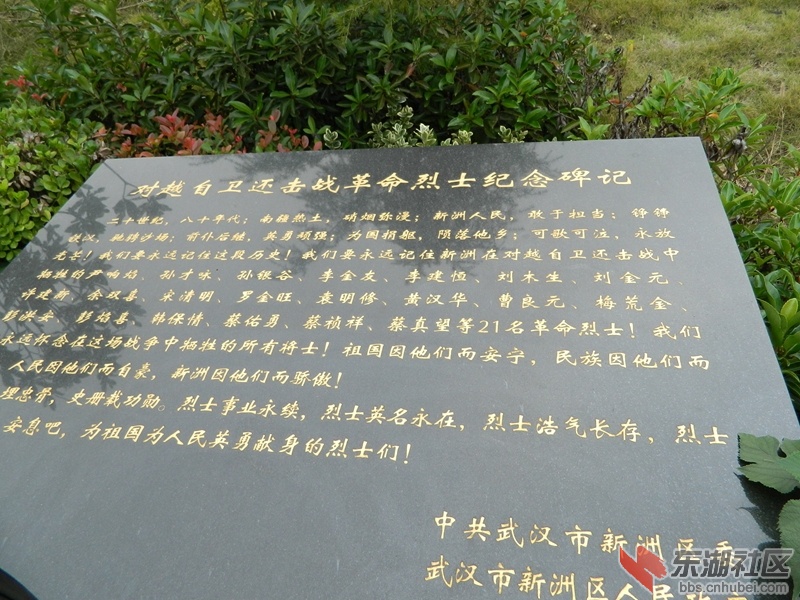 对越自卫还击战革命烈士纪念碑记
二十世纪，八十年代；南疆热土，硝烟弥漫；新洲人民，敢于担当；铮铮
铁汉，驰骋沙场；前仆后继，英勇顽强；为国捐躯，陨落他乡；可歌可泣，永放
光芒！我们要永远记住这段历史！我们要永远记住新洲在对越自卫还击战中
牺牲的尹响焰、孙才咏、孙银谷、李金友、李建恒、刘木生、刘金元、
许建新、余双喜、宋清明、罗金旺、袁明修、黄汉华、曹良元、梅荒金、
彭洪安、彭焰喜、韩保情、蔡佑勇、蔡祯祥、蔡真望等21名革命烈士！我们
永远怀念在这场战争中牺牲的所有将士！祖国因他们而安宁，民族因他们而
人民因他们而自豪，新洲因他们而骄傲！
埋忠骨，史册载功勋。烈士事业永续，烈士英名永在，烈士浩气长存，烈士
安息吧，为祖国为人民英勇献身的烈士们！
中共武汉市新洲区委
武汉市新洲区人民政
东湖社区
bbs.cnhubei.com